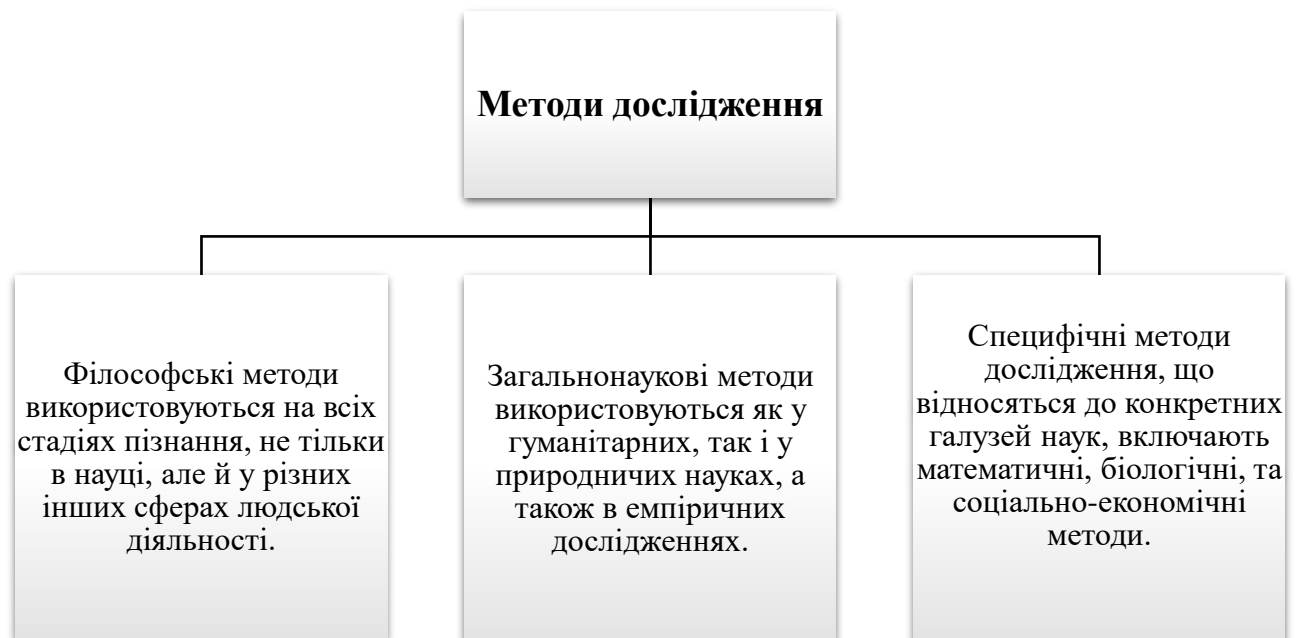 Методи дослідження
Філософські методи
використовуються на всіх
стадіях пізнання, не тільки
в науці, але й у різних
інших сферах людської
діяльності.
Загальнонаукові методи
використовуються як у
гуманітарних, так і у
природничих науках, а
також в емпіричних
дослідженнях.
Специфічні методи
дослідження, що
відносяться до конкретних
галузей наук, включають
математичні, біологічні, та
соціально-економічні
методи.